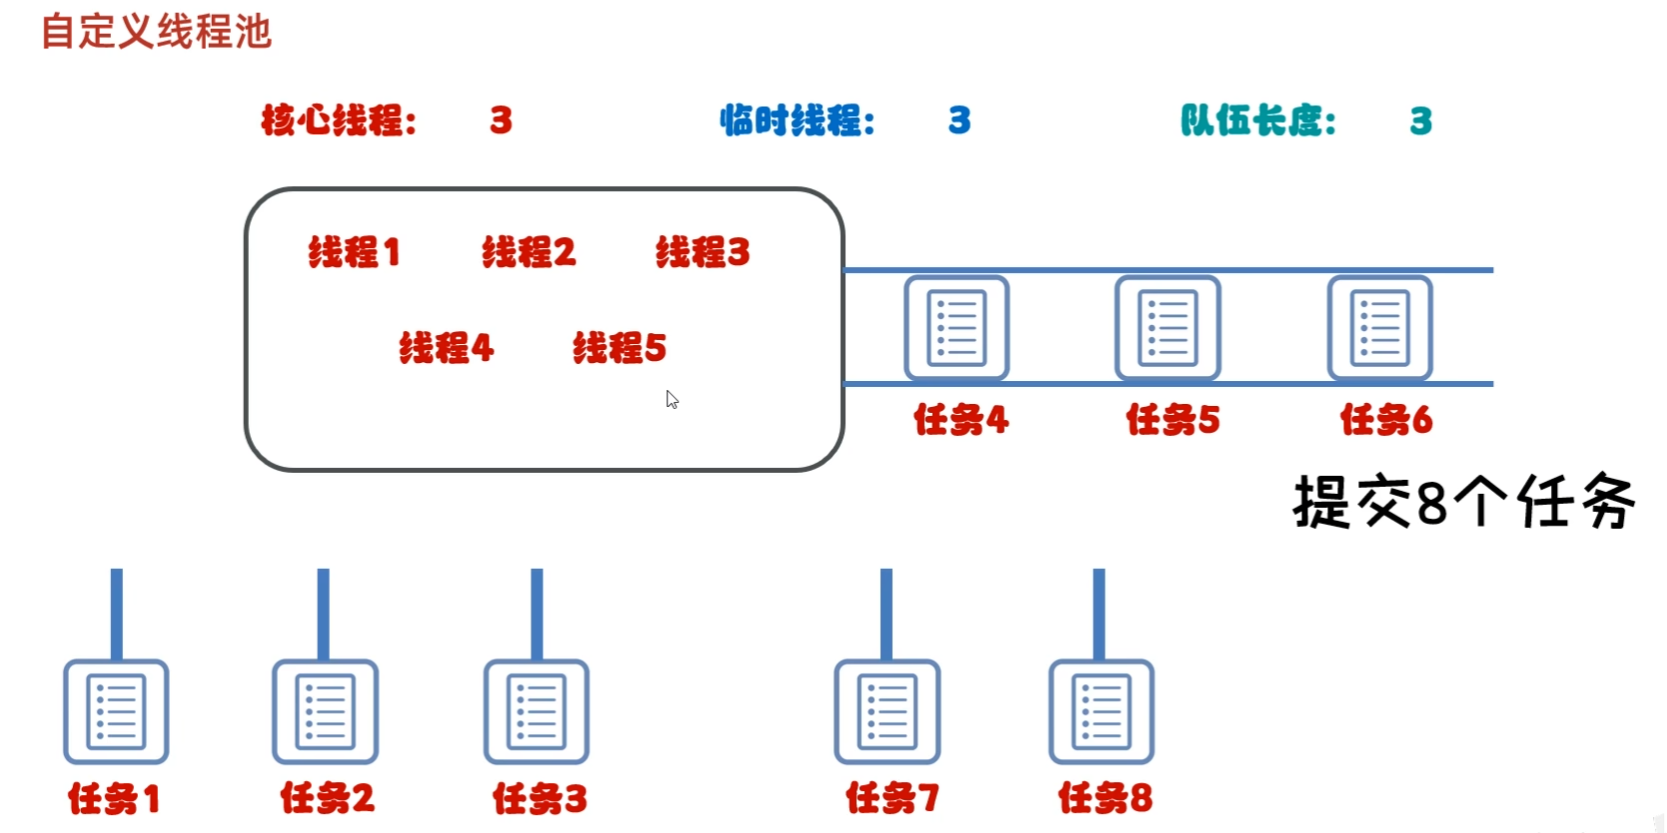 自定义线程池
核心线程: 3 临时线程: 3 队伍长度: 3
线程1 线程2 线程3
线程4 线程5
任务4 任务5 任务6
提交8个任务
任务1 任务2 任务3 任务7 任务8